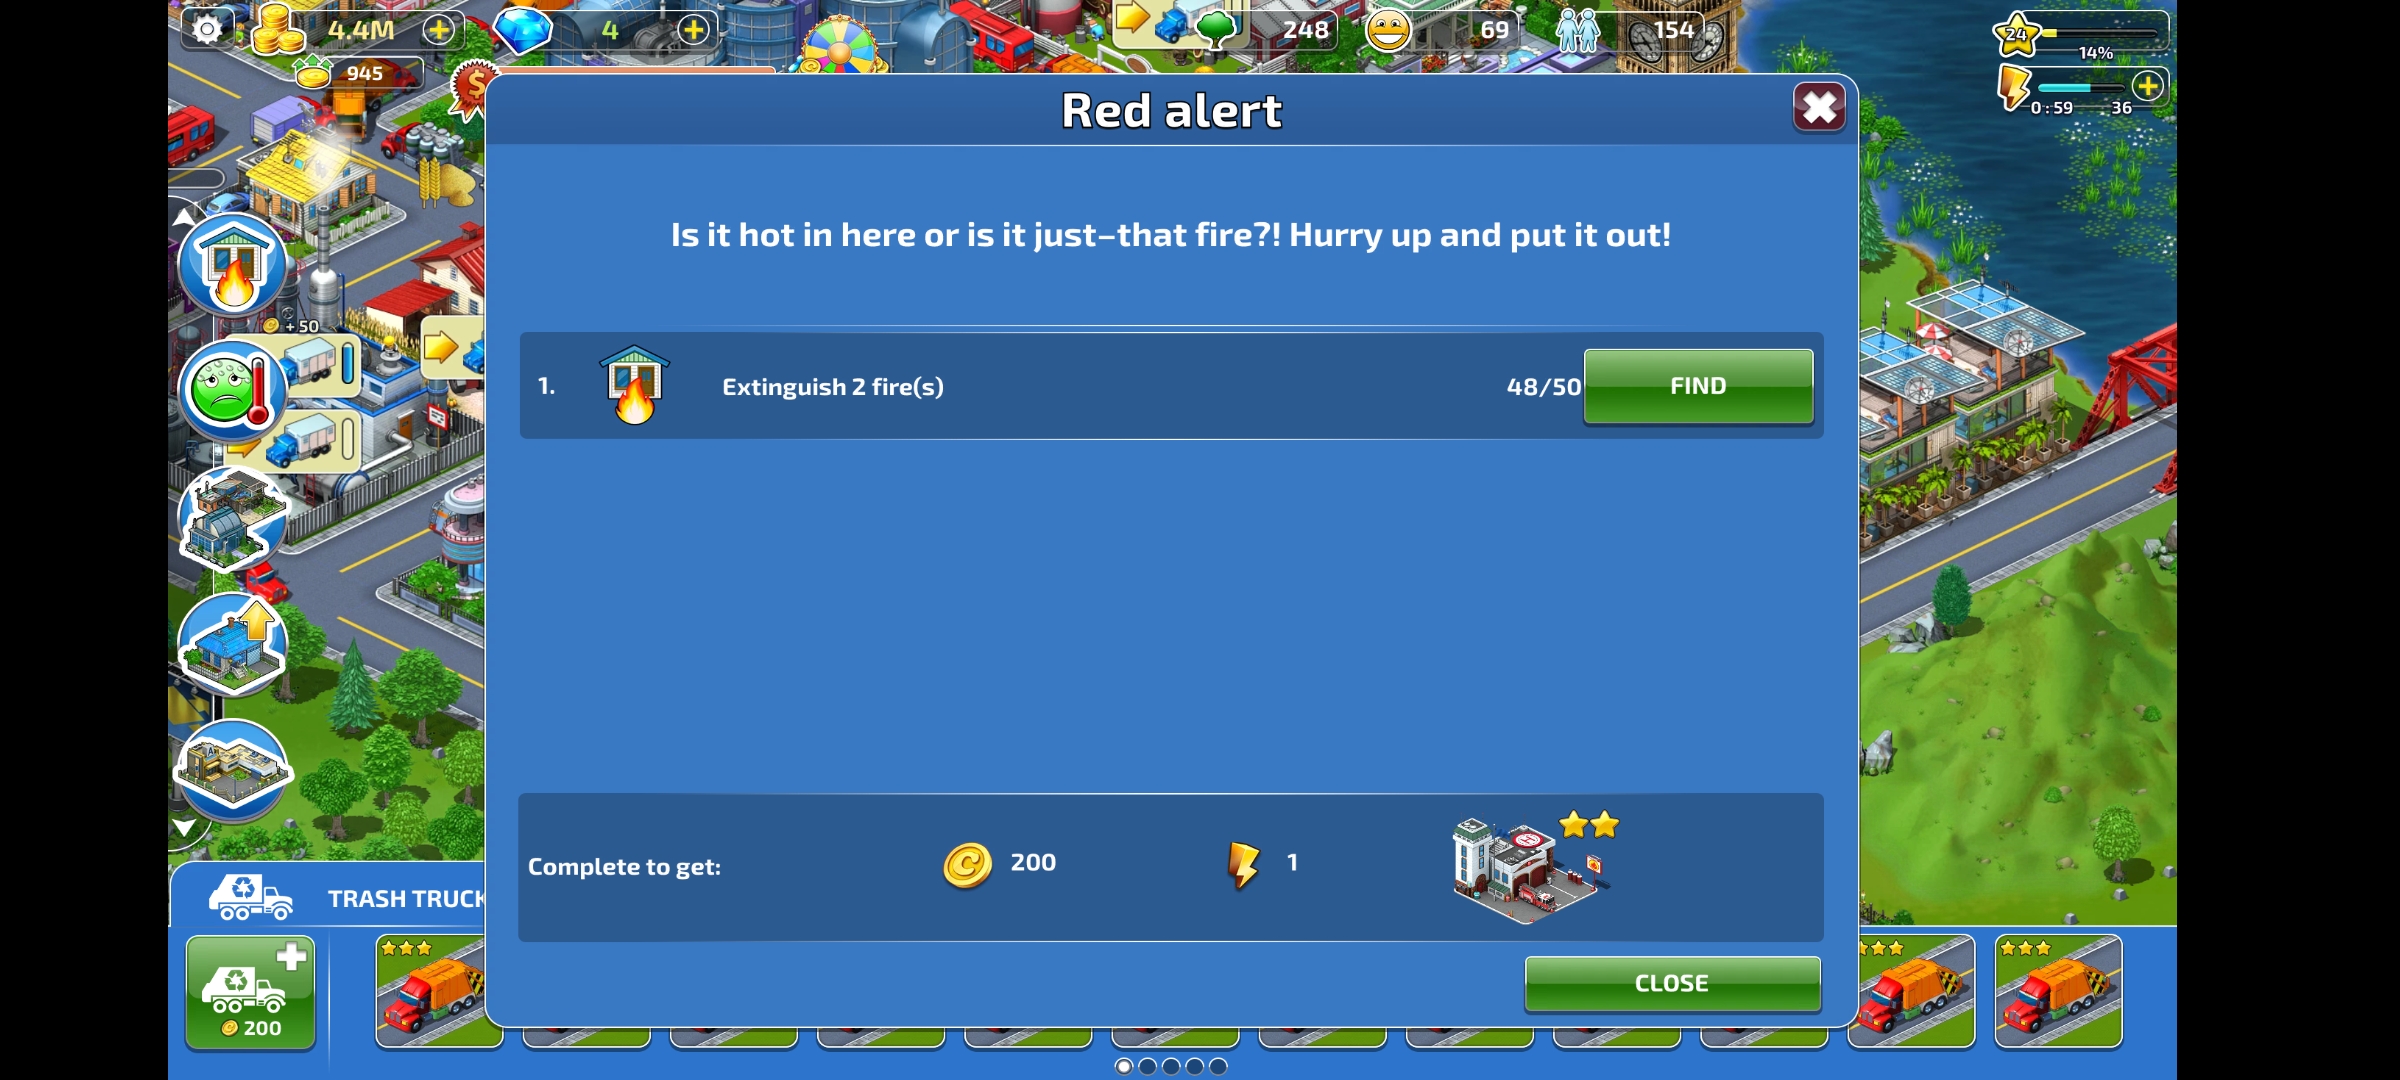 4.4M
4
248
69
154
24
14%
945
0:59
36
Red alert
Is it hot in here or is it just–that fire?! Hurry up and put it out!
+50
1.
Extinguish 2 fire(s)
48/50
FIND
Complete to get:
200
1
TRASH TRUCK
200
CLOSE